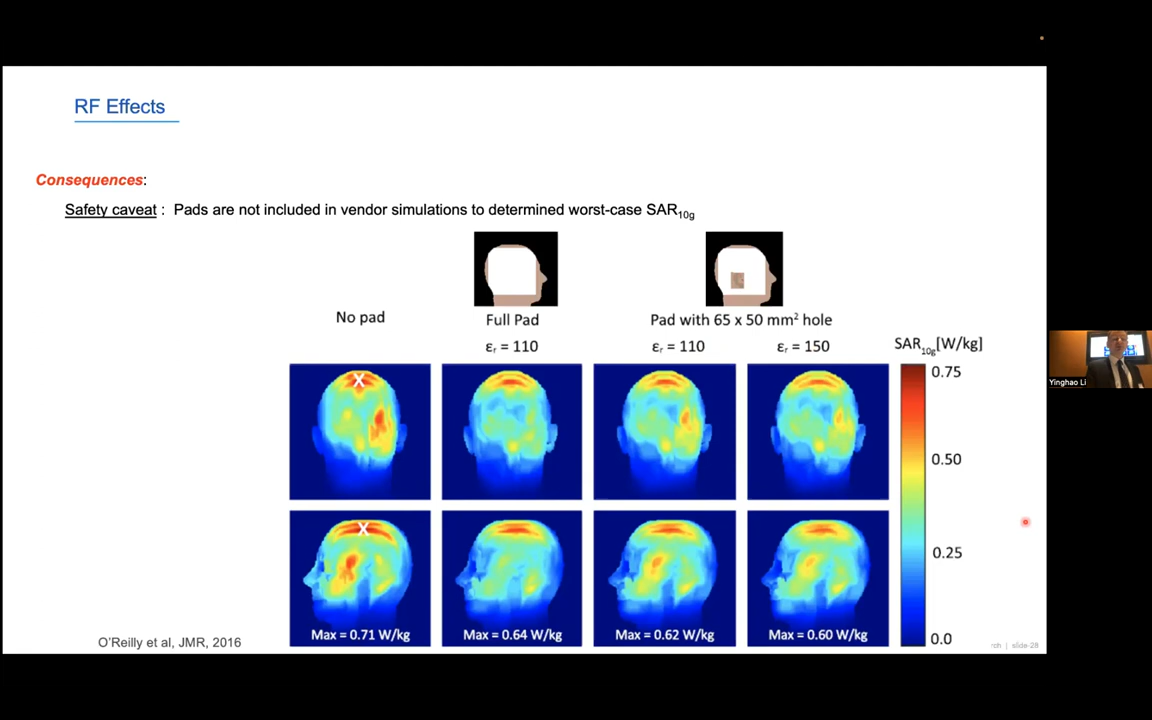 RF Effects
Consequences:
Safety caveat : Pads are not included in vendor simulations to determined worst-case SAR10g
No pad
Full Pad
Pad with 65 x 50 mm2 hole
εr = 110
εr = 110
εr = 150
SAR10g[W/kg]
0.75
0.50
0.25
0.0
X
X
Max = 0.71 W/kg
Max = 0.64 W/kg
Max = 0.62 W/kg
Max = 0.60 W/kg
O'Reilly et al, JMR, 2016
rch | slide-28
Yinghao Li